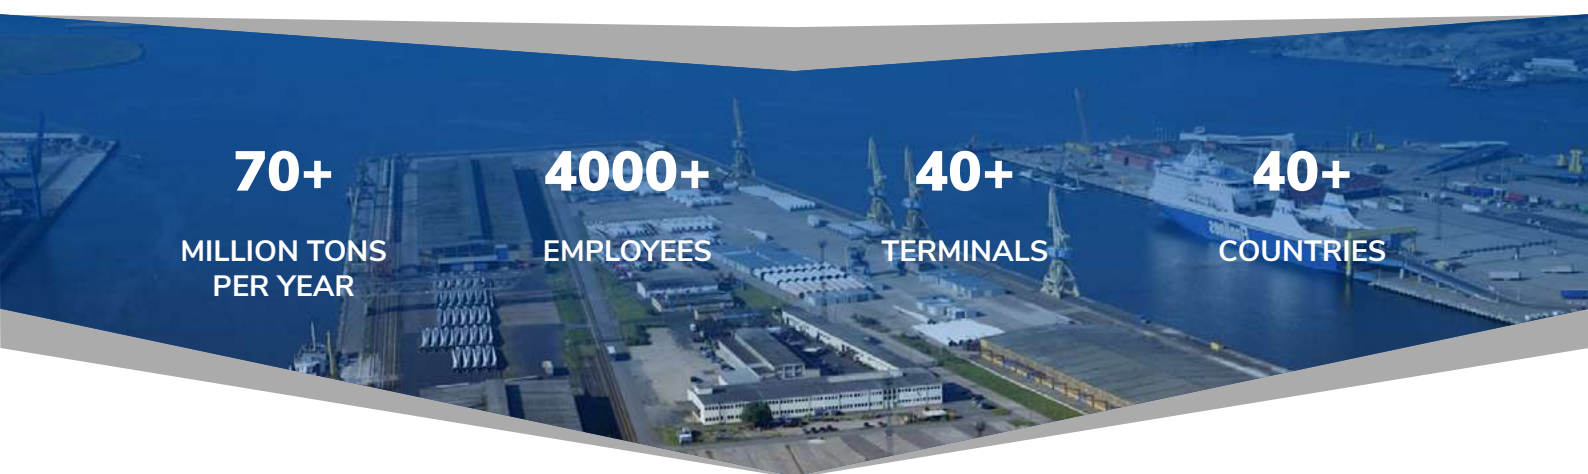 70+
4000+
40+
40+
MILLION TONS
PER YEAR
EMPLOYEES
TERMINALS
COUNTRIES